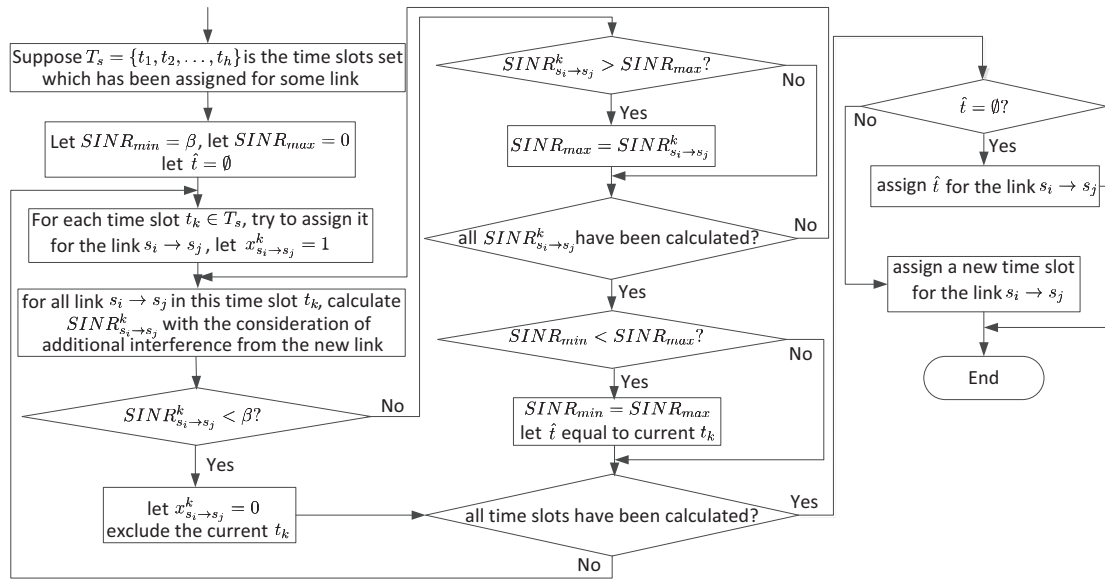 Suppose T_s = {t_1, t_2, ..., t_h} is the time slots set
which has been assigned for some link
Let SINR_min = β, let SINR_max = 0
let t̂ = ∅
For each time slot t_k ∈ T_s, try to assign it
for the link s_i → s_j, let x^k_{s_i→s_j} = 1
for all link s_i → s_j in this time slot t_k, calculate
SINR^k_{s_i→s_j} with the consideration of
additional interference from the new link
SINR^k_{s_i→s_j} < β?
No
Yes
let x^k_{s_i→s_j} = 0
exclude the current t_k
SINR^k_{s_i→s_j} > SINR_max?
No
Yes
SINR_max = SINR^k_{s_i→s_j}
all SINR^k_{s_i→s_j} have been calculated?
No
Yes
SINR_min < SINR_max?
No
Yes
SINR_min = SINR_max
let t̂ equal to current t_k
all time slots have been calculated?
Yes
No
t̂ = ∅?
No
Yes
assign t̂ for the link s_i → s_j
assign a new time slot
for the link s_i → s_j
End